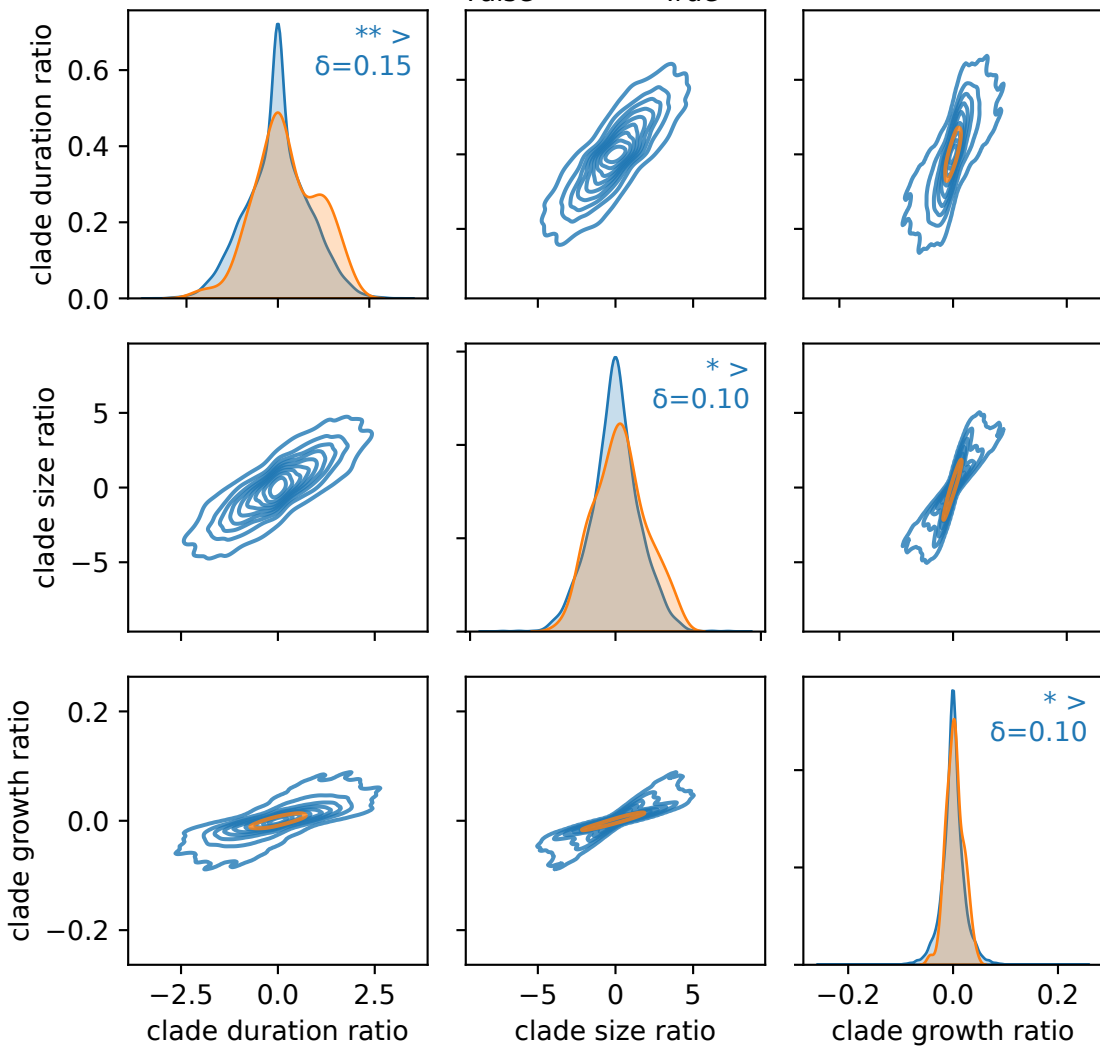 ** >
δ=0.15
clade duration ratio
0.6
0.4
0.2
0.0
* >
δ=0.10
clade size ratio
5
0
−5
* >
δ=0.10
clade growth ratio
0.2
0.0
−0.2
−2.5 0.0 2.5
−5 0 5
−0.2 0.0 0.2
clade duration ratio
clade size ratio
clade growth ratio